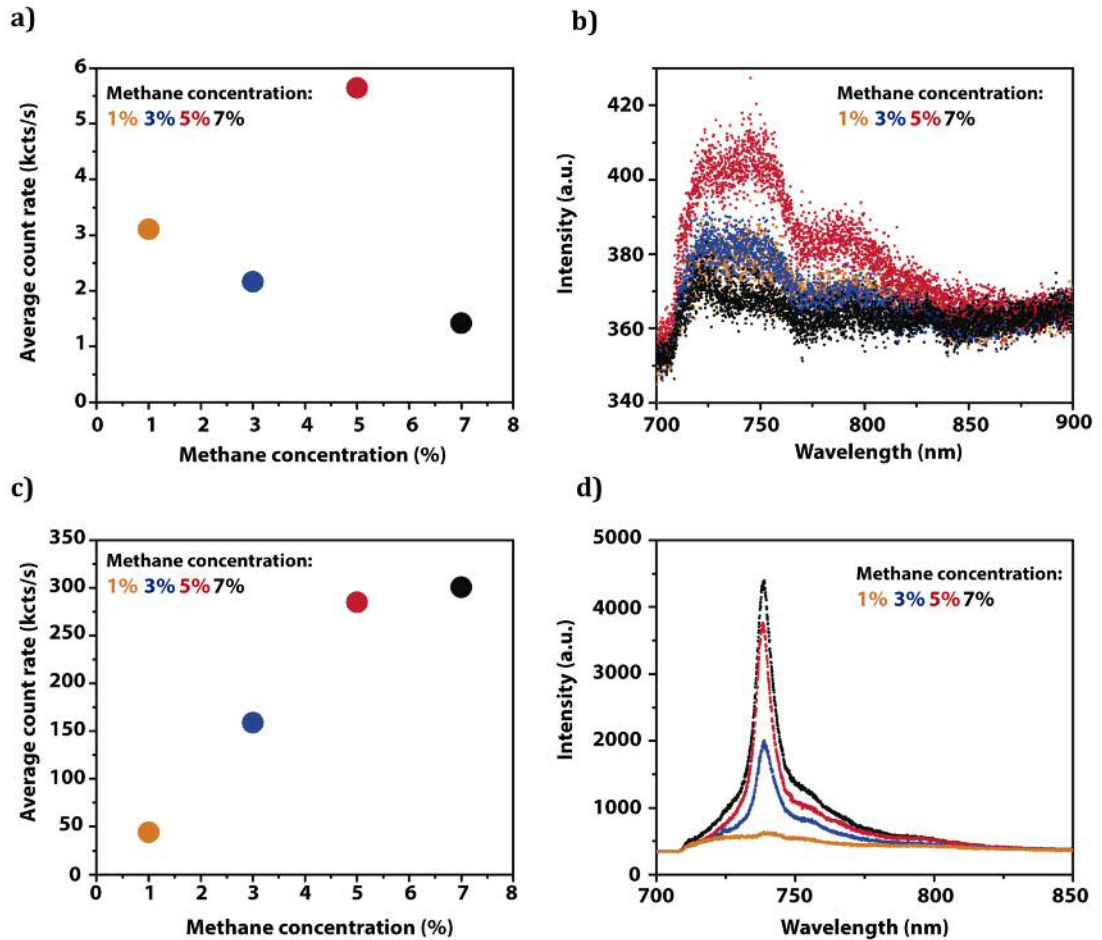 a)
Average count rate (kcts/s)
6
5
4
3
2
1
0
Methane concentration:
1% 3% 5% 7%
0 1 2 3 4 5 6 7 8
Methane concentration (%)
b)
Intensity (a.u.)
420
400
380
360
340
Methane concentration:
1% 3% 5% 7%
700 750 800 850 900
Wavelength (nm)
c)
Average count rate (kcts/s)
350
300
250
200
150
100
50
0
Methane concentration:
1% 3% 5% 7%
0 1 2 3 4 5 6 7 8
Methane concentration (%)
d)
Intensity (a.u.)
5000
4000
3000
2000
1000
0
Methane concentration:
1% 3% 5% 7%
700 750 800 850
Wavelength (nm)